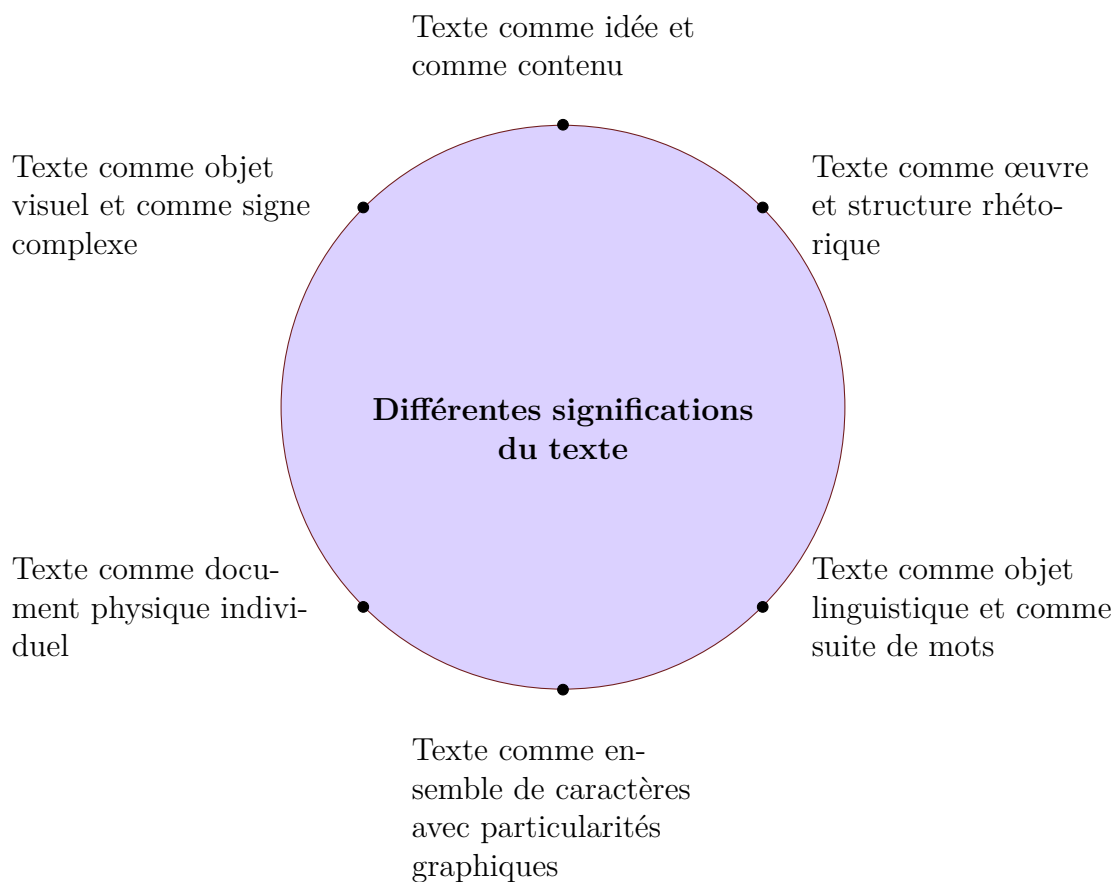 Texte comme idée et
comme contenu
Texte comme objet
visuel et comme signe
complexe
Texte comme œuvre
et structure rhéto-
rique
Différentes significations
du texte
Texte comme docu-
ment physique indivi-
duel
Texte comme objet
linguistique et comme
suite de mots
Texte comme en-
semble de caractères
avec particularités
graphiques